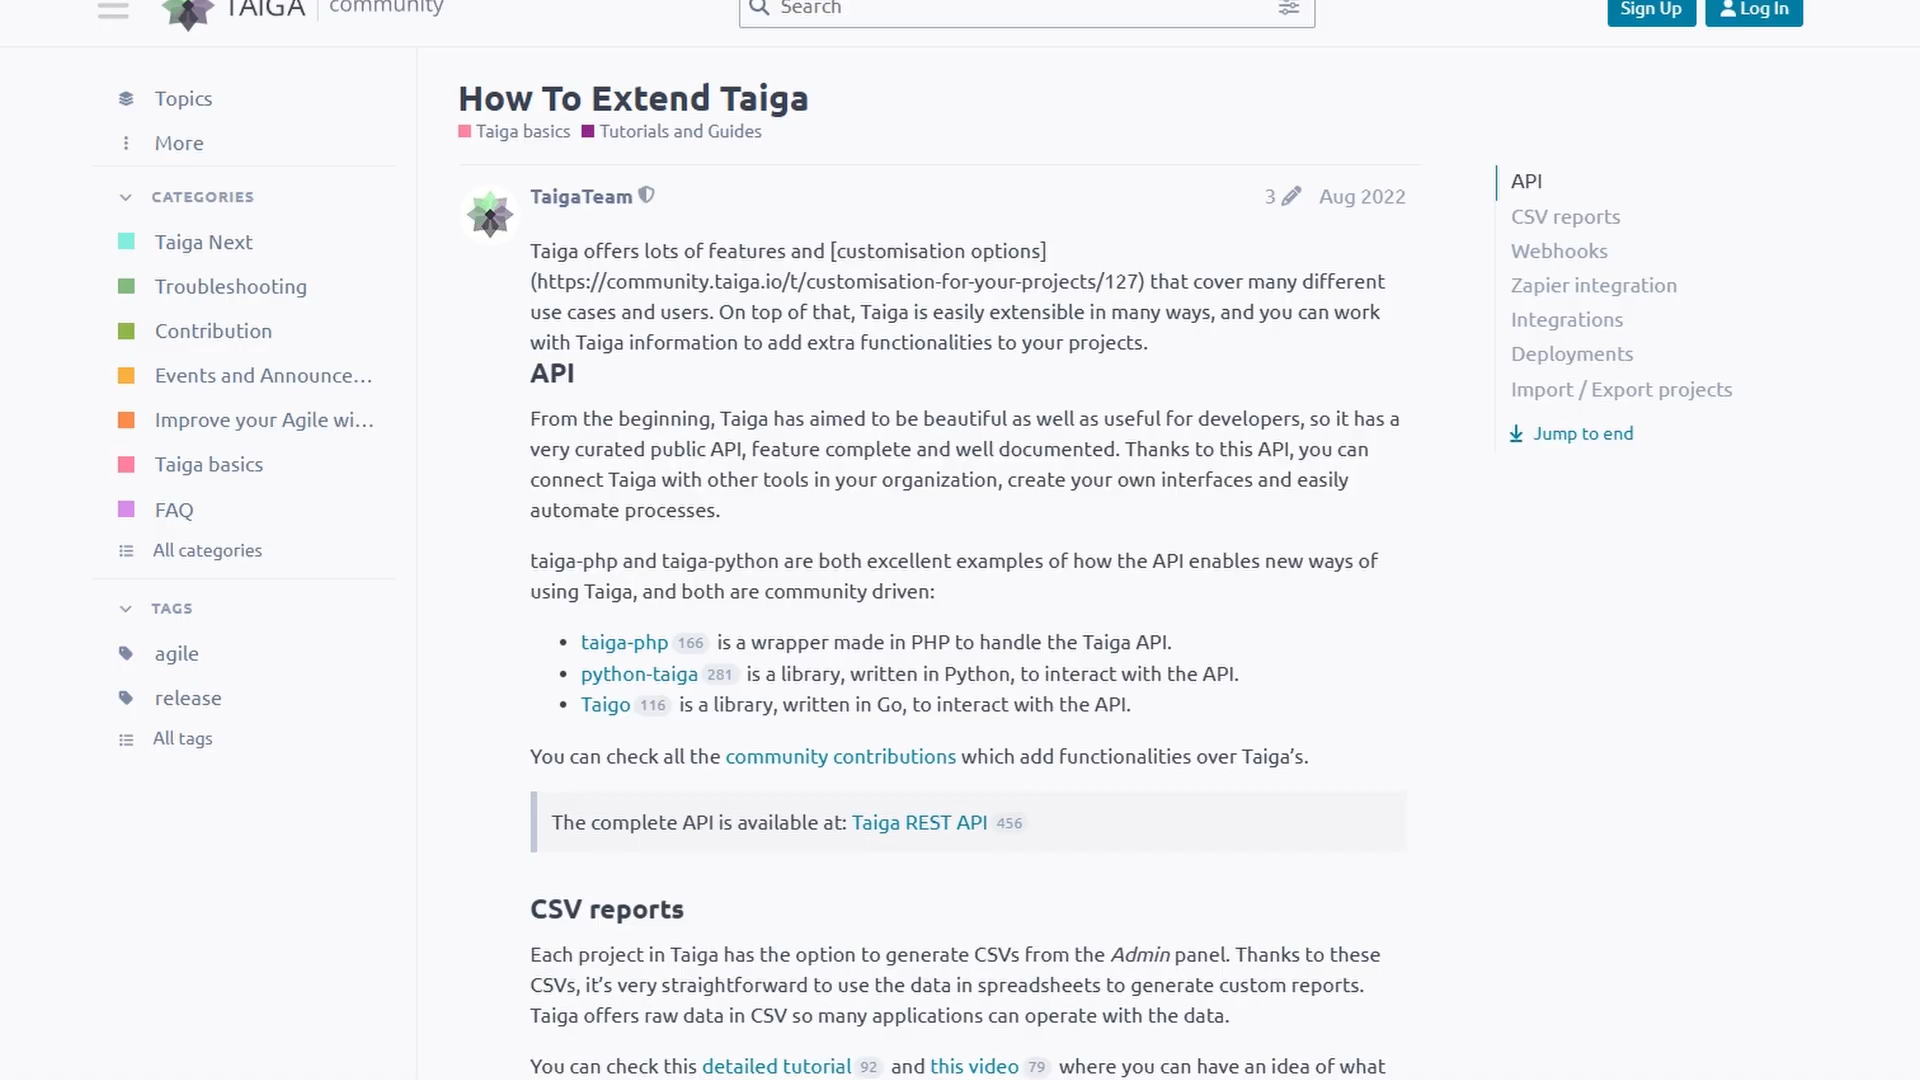 TAIGA community
Search
Sign Up
Log In
Topics
More
CATEGORIES
Taiga Next
Troubleshooting
Contribution
Events and Announce...
Improve your Agile wi...
Taiga basics
FAQ
All categories
TAGS
agile
release
All tags
How To Extend Taiga
Taiga basics Tutorials and Guides
TaigaTeam
3 Aug 2022
Taiga offers lots of features and [customisation options]
(https://community.taiga.io/t/customisation-for-your-projects/127) that cover many different
use cases and users. On top of that, Taiga is easily extensible in many ways, and you can work
with Taiga information to add extra functionalities to your projects.
API
From the beginning, Taiga has aimed to be beautiful as well as useful for developers, so it has a
very curated public API, feature complete and well documented. Thanks to this API, you can
connect Taiga with other tools in your organization, create your own interfaces and easily
automate processes.
taiga-php and taiga-python are both excellent examples of how the API enables new ways of
using Taiga, and both are community driven:
• taiga-php 166 is a wrapper made in PHP to handle the Taiga API.
• python-taiga 281 is a library, written in Python, to interact with the API.
• Taigo 116 is a library, written in Go, to interact with the API.
You can check all the community contributions which add functionalities over Taiga’s.
The complete API is available at: Taiga REST API 456
CSV reports
Each project in Taiga has the option to generate CSVs from the Admin panel. Thanks to these
CSVs, it’s very straightforward to use the data in spreadsheets to generate custom reports.
Taiga offers raw data in CSV so many applications can operate with the data.
You can check this detailed tutorial 92 and this video 79 where you can have an idea of what
API
CSV reports
Webhooks
Zapier integration
Integrations
Deployments
Import / Export projects
Jump to end